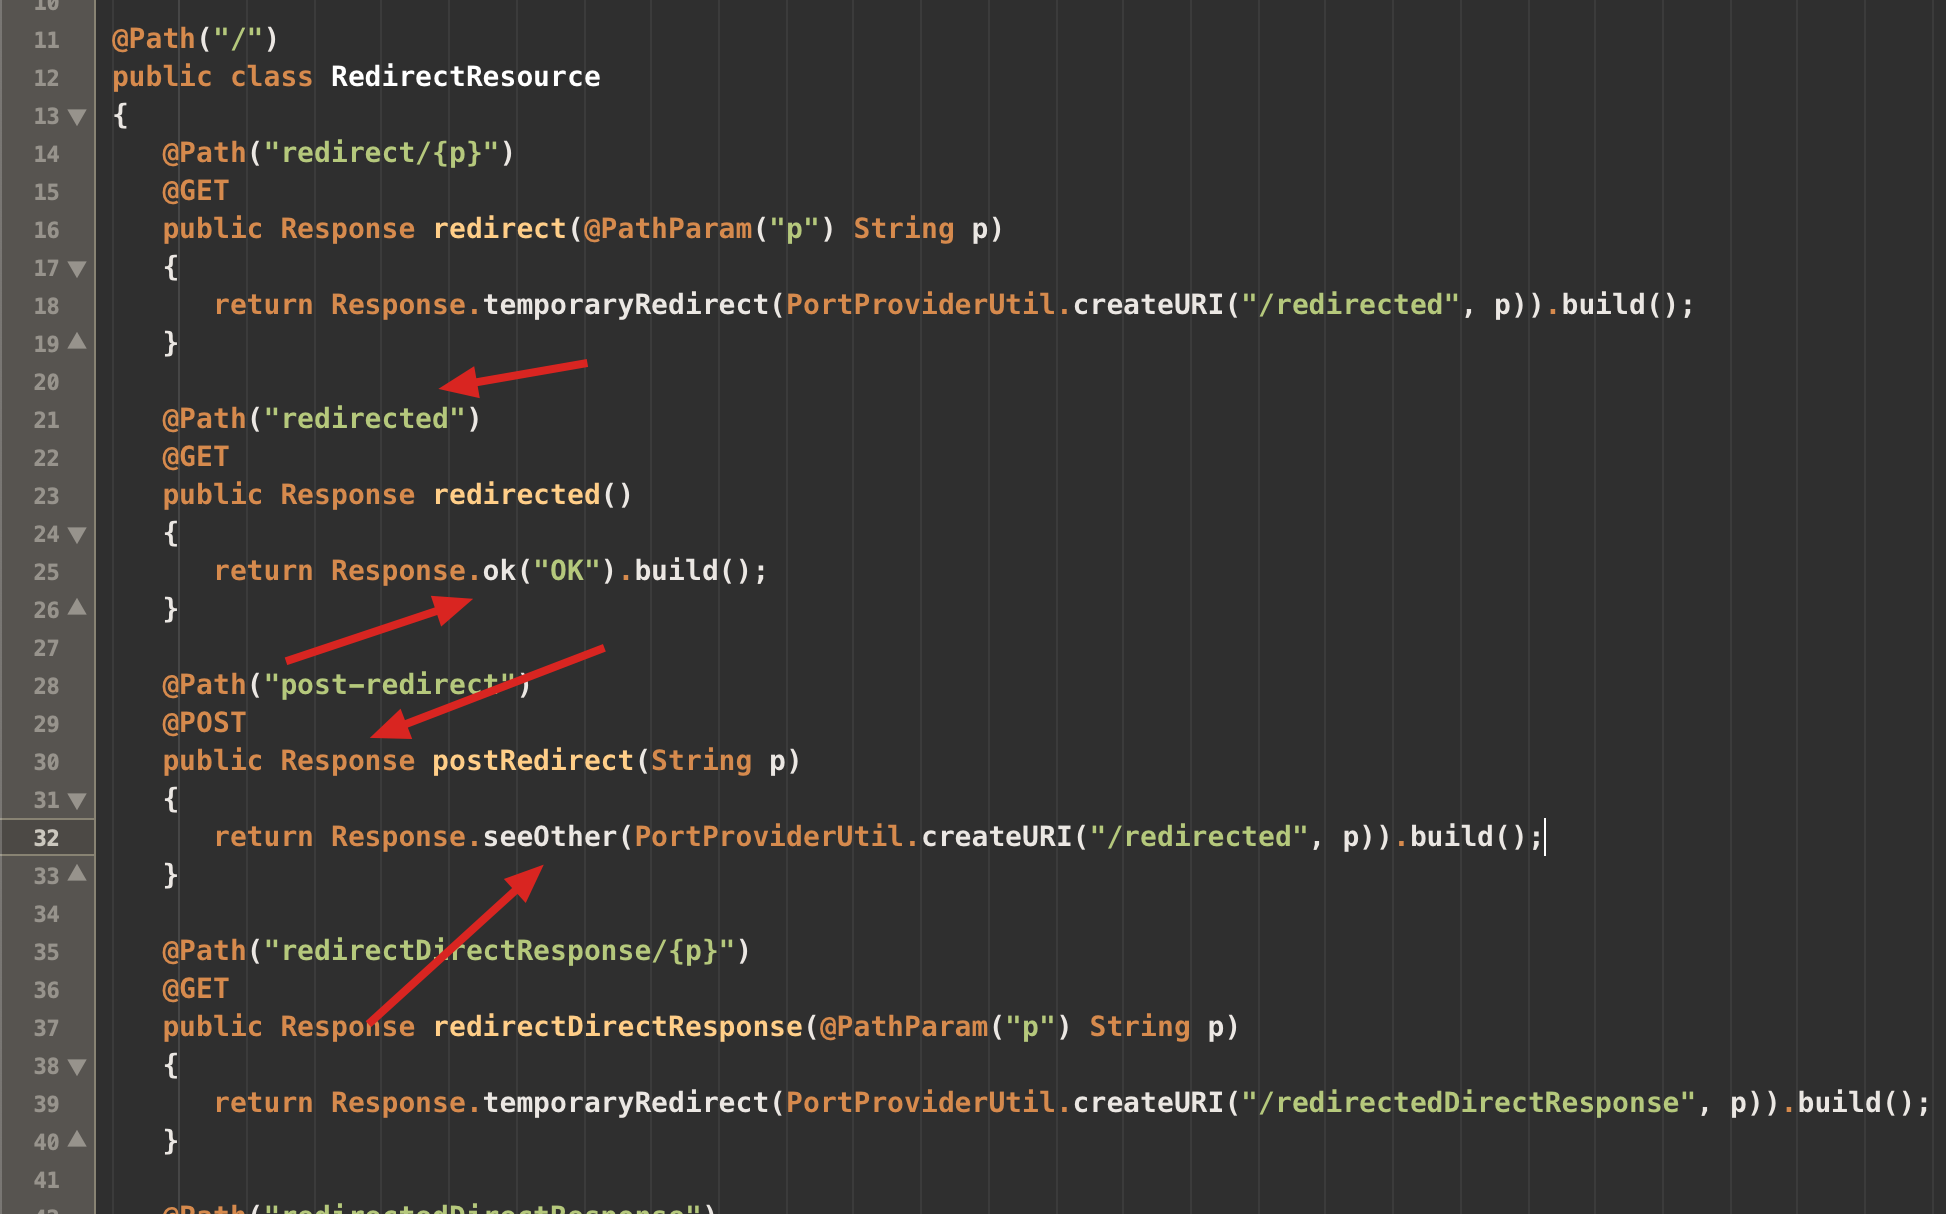 10
11 @Path("/")
12 public class RedirectResource
13 {
14 @Path("redirect/{p}")
15 @GET
16 public Response redirect(@PathParam("p") String p)
17 {
18 return Response.temporaryRedirect(PortProviderUtil.createURI("/redirected", p)).build();
19 }
20
21 @Path("redirected")
22 @GET
23 public Response redirected()
24 {
25 return Response.ok("OK").build();
26 }
27
28 @Path("post-redirect")
29 @POST
30 public Response postRedirect(String p)
31 {
32 return Response.seeOther(PortProviderUtil.createURI("/redirected", p)).build();
33 }
34
35 @Path("redirectDirectResponse/{p}")
36 @GET
37 public Response redirectDirectResponse(@PathParam("p") String p)
38 {
39 return Response.temporaryRedirect(PortProviderUtil.createURI("/redirectedDirectResponse", p)).build();
40 }
41
42 @Path("redirectedDirectResponse")